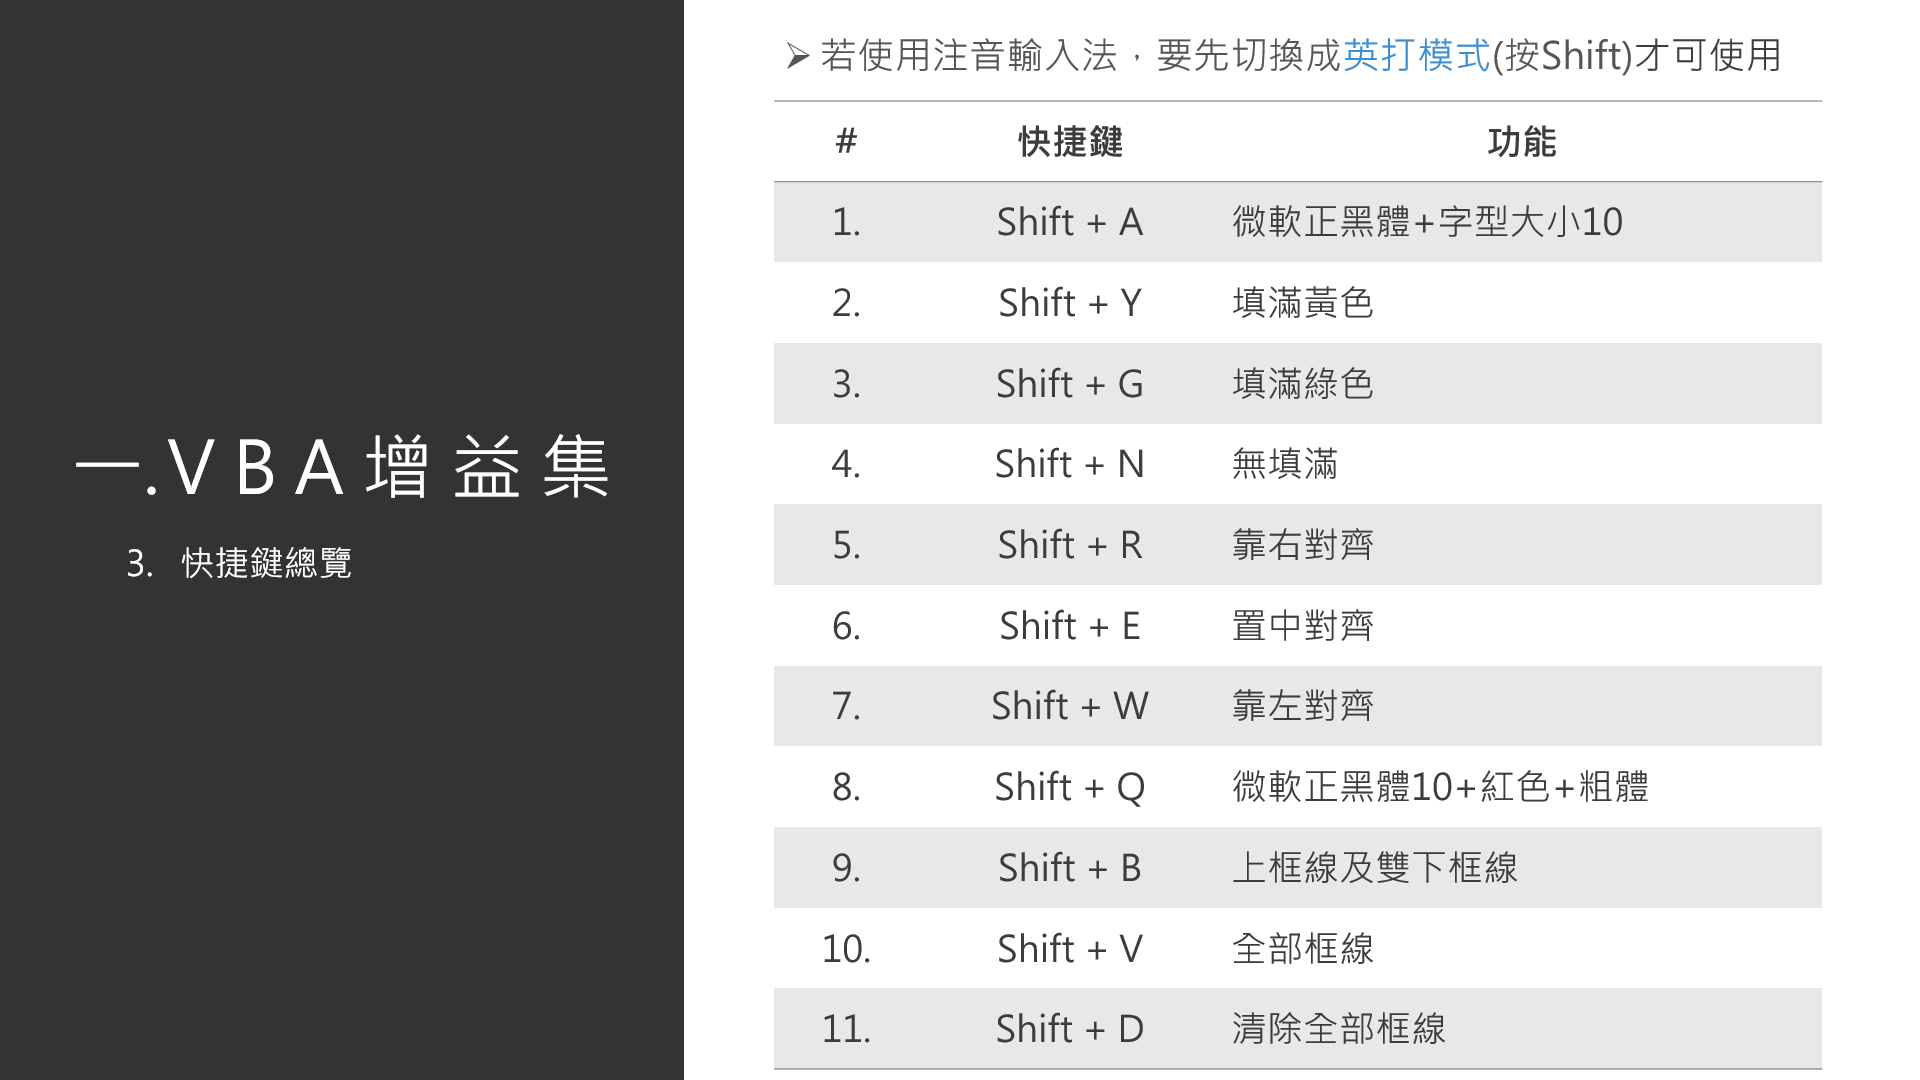 一.VBA增益集
3. 快捷鍵總覽
➢ 若使用注音輸入法，要先切換成英打模式(按Shift)才可使用
# 快捷鍵 功能
1. Shift + A 微軟正黑體+字型大小10
2. Shift + Y 填滿黃色
3. Shift + G 填滿綠色
4. Shift + N 無填滿
5. Shift + R 靠右對齊
6. Shift + E 置中對齊
7. Shift + W 靠左對齊
8. Shift + Q 微軟正黑體10+紅色+粗體
9. Shift + B 上框線及雙下框線
10. Shift + V 全部框線
11. Shift + D 清除全部框線